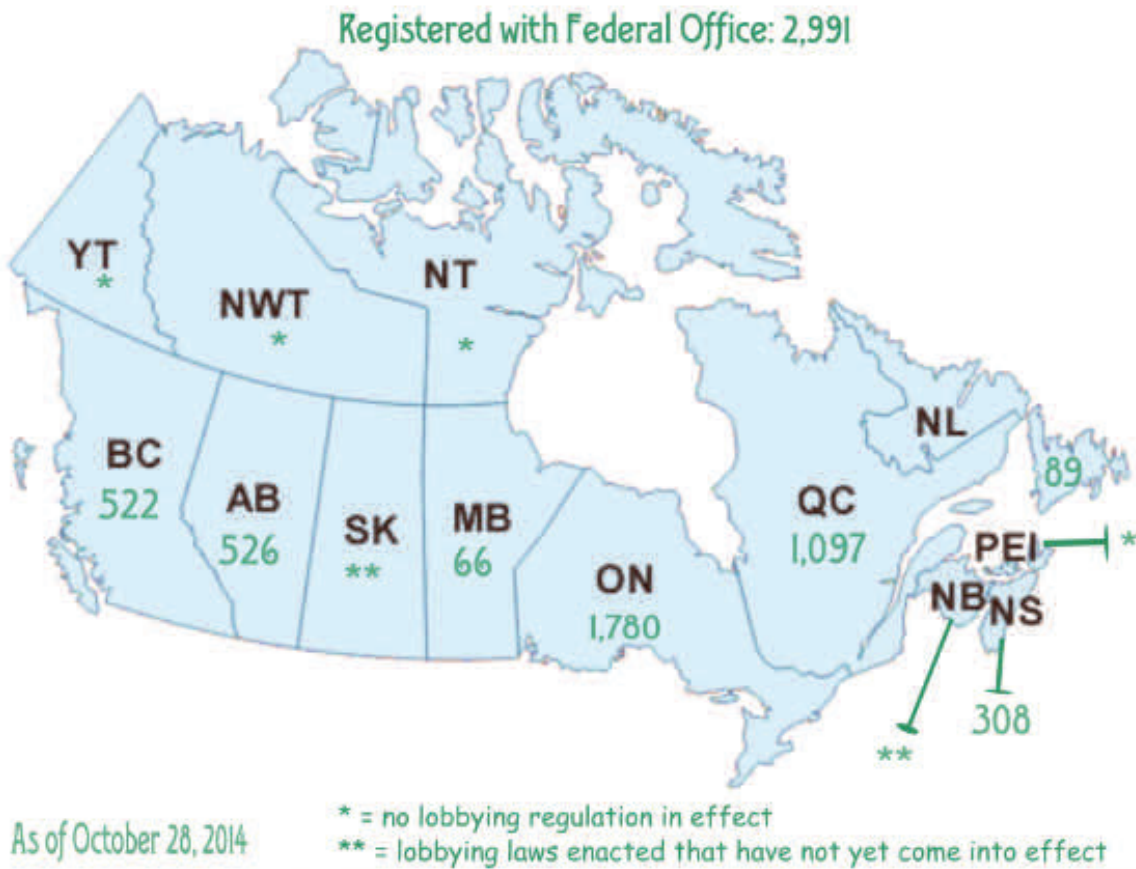 Registered with Federal Office: 2,991
YT
*
NWT
*
NT
*
BC
522
AB
526
SK
**
MB
66
ON
1,780
QC
1,097
NL
89
PEI
*
NB
**
NS
308
As of October 28, 2014
* = no lobbying regulation in effect
** = lobbying laws enacted that have not yet come into effect